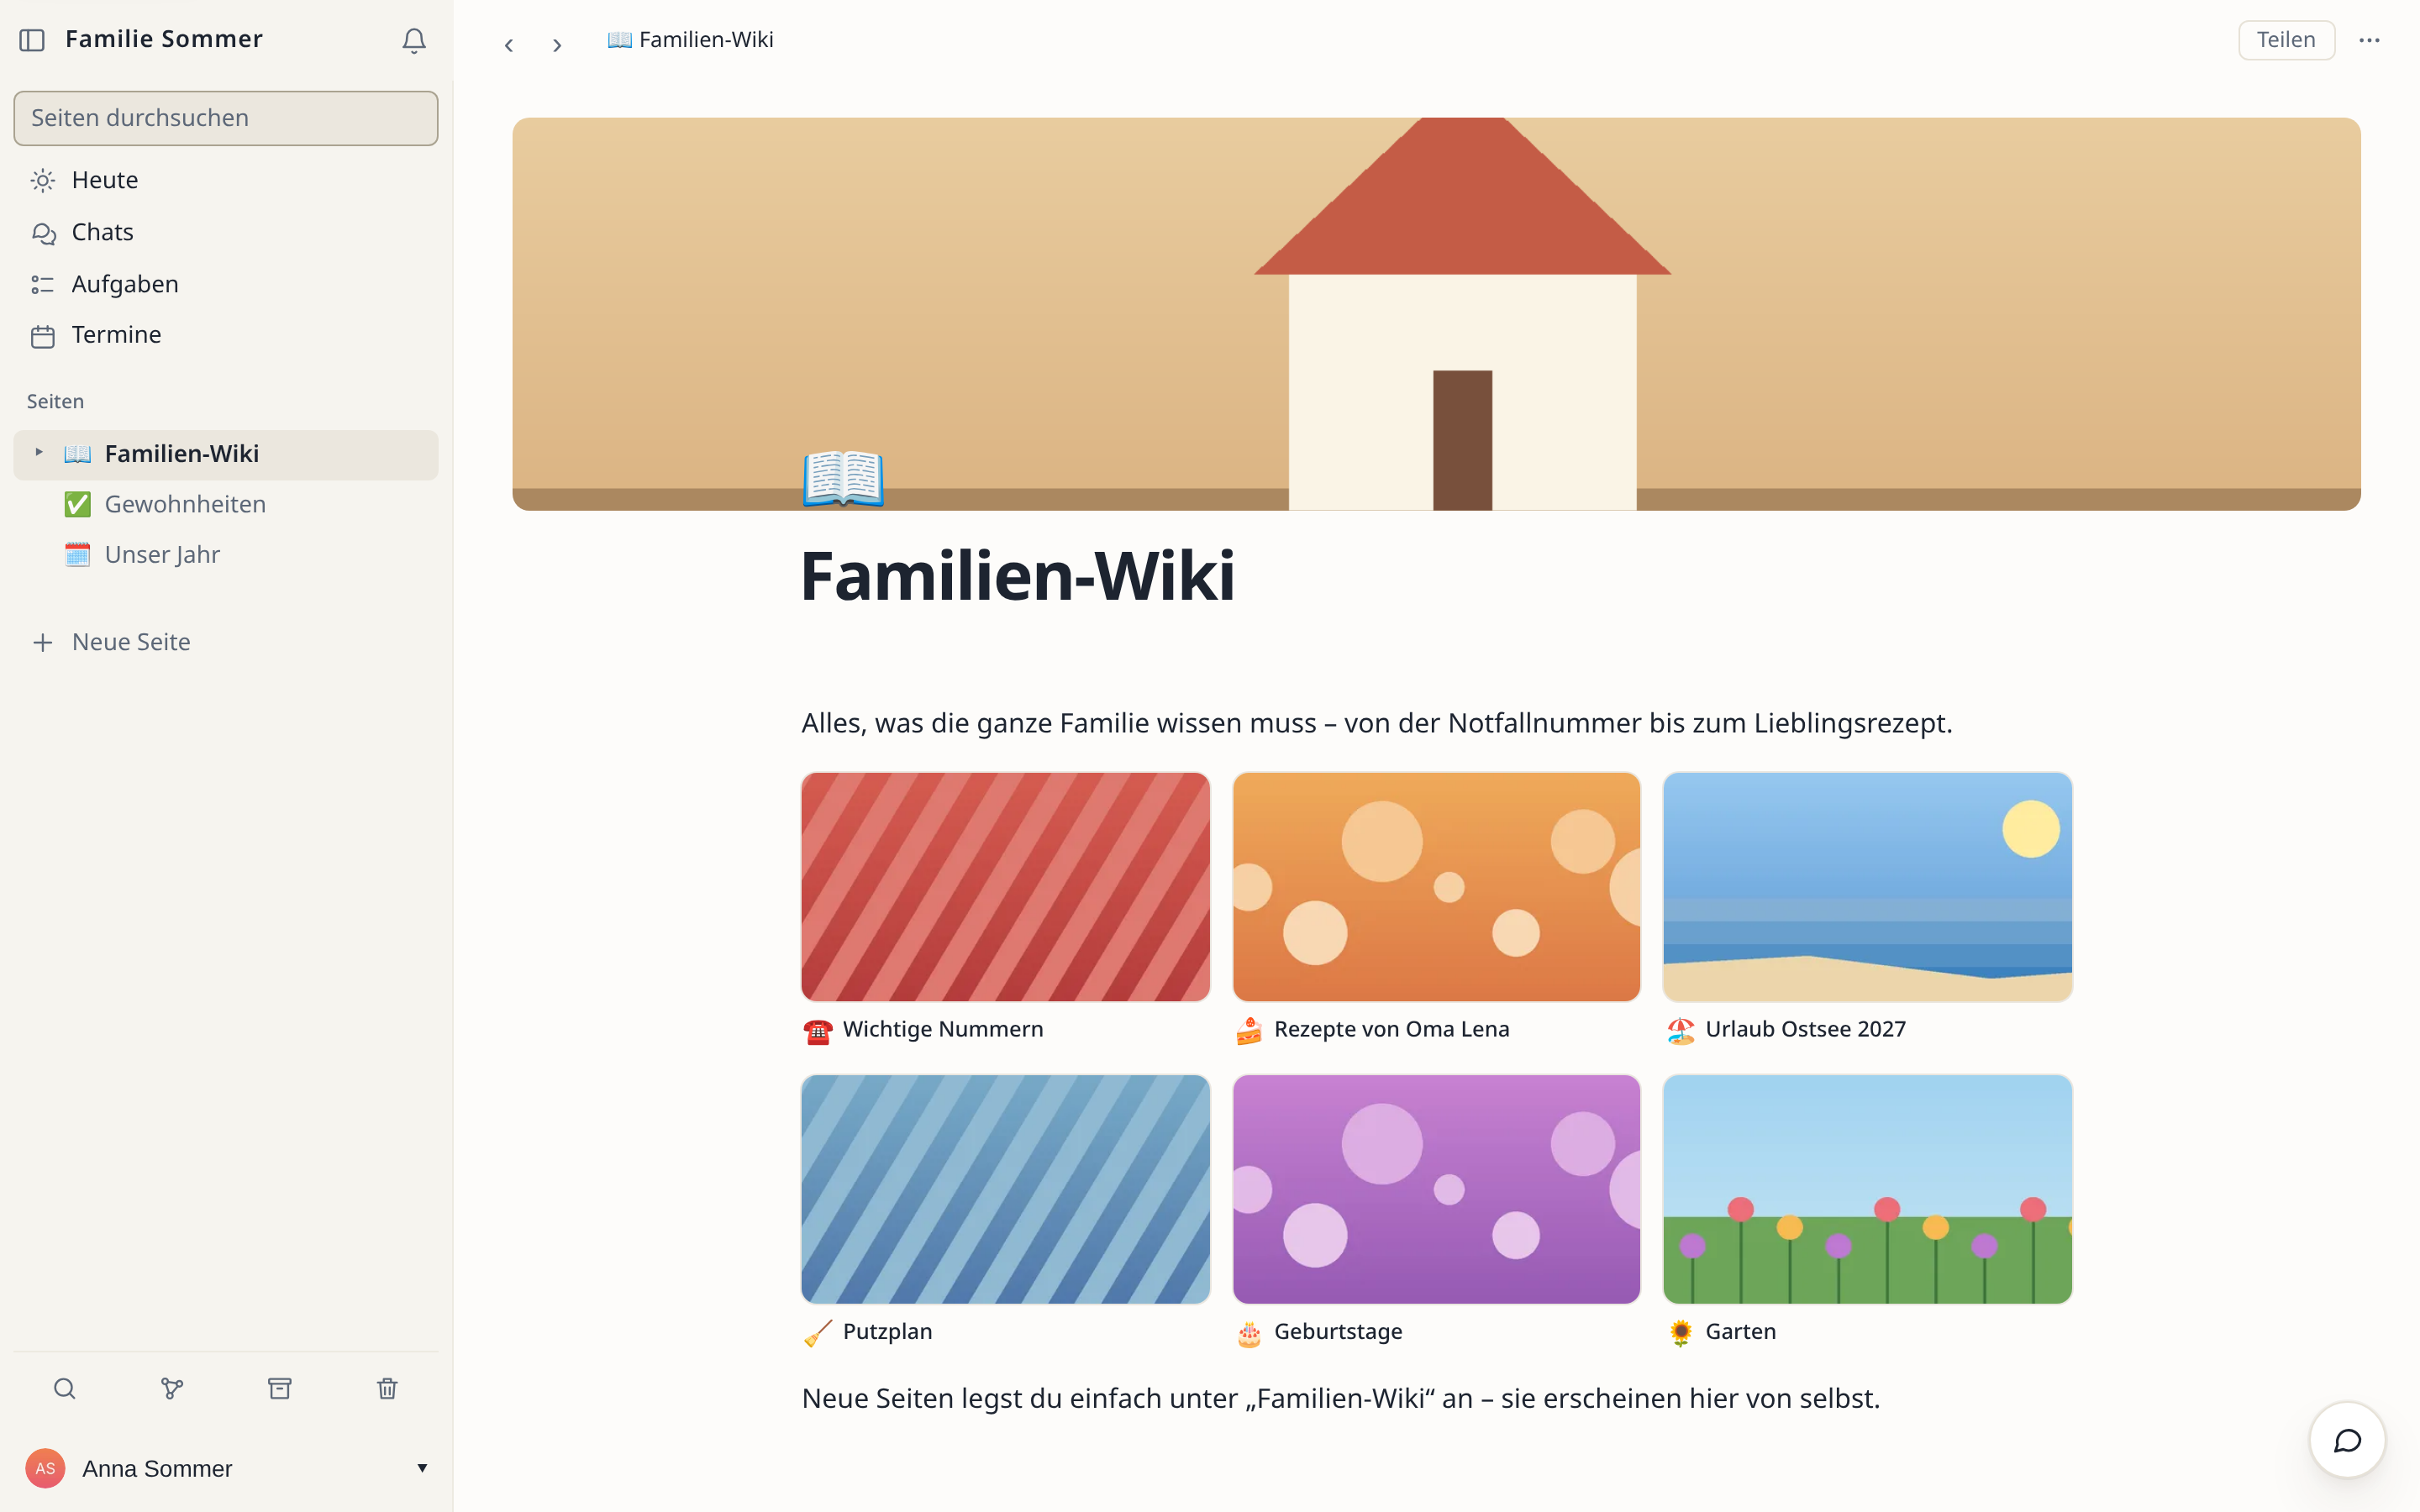 Familie Sommer
Seiten durchsuchen
Heute
Chats
Aufgaben
Termine
Seiten
Familien-Wiki
Gewohnheiten
Unser Jahr
Neue Seite
AS Anna Sommer
Familien-Wiki
Teilen
Familien-Wiki
Alles, was die ganze Familie wissen muss – von der Notfallnummer bis zum Lieblingsrezept.
Wichtige Nummern
Rezepte von Oma Lena
Urlaub Ostsee 2027
Putzplan
Geburtstage
Garten
Neue Seiten legst du einfach unter „Familien-Wiki“ an – sie erscheinen hier von selbst.